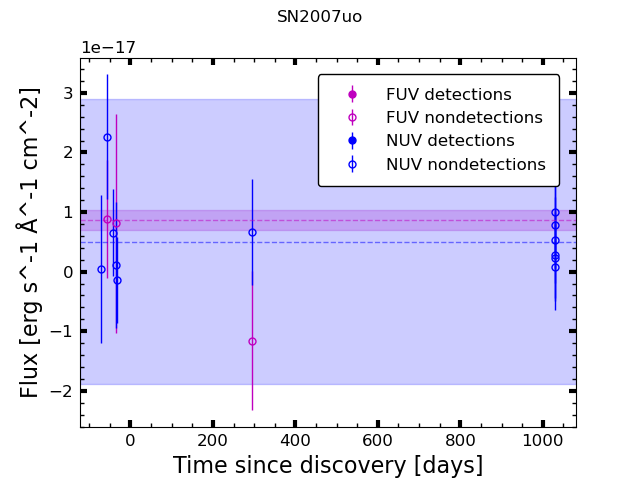 SN2007uo
1e−17
FUV detections
FUV nondetections
NUV detections
NUV nondetections
3
2
1
0
−1
−2
Flux [erg s^-1 Å^-1 cm^-2]
0 200 400 600 800 1000
Time since discovery [days]